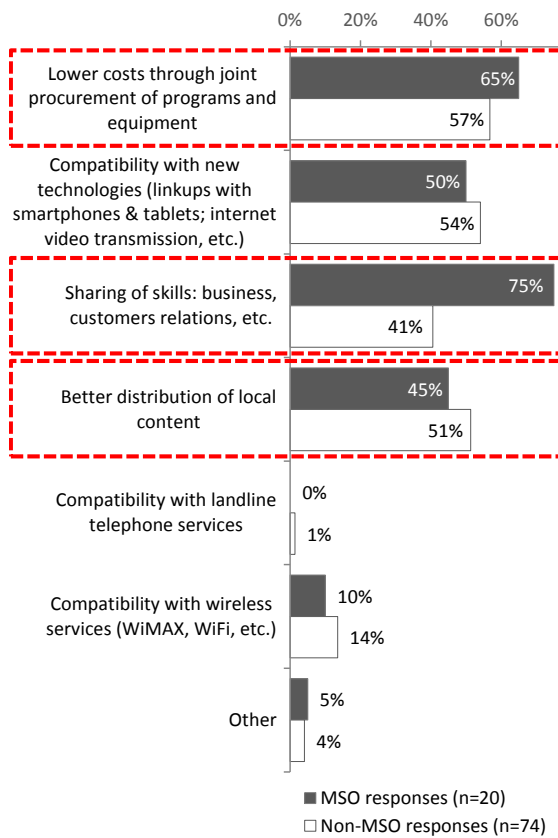 0% 20% 40% 60%
Lower costs through joint
procurement of programs and
equipment
65%
57%
Compatibility with new
technologies (linkups with
smartphones & tablets; internet
video transmission, etc.)
50%
54%
Sharing of skills: business,
customers relations, etc.
75%
41%
Better distribution of local
content
45%
51%
Compatibility with landline
telephone services
0%
1%
Compatibility with wireless
services (WiMAX, WiFi, etc.)
10%
14%
Other
5%
4%
MSO responses (n=20)
Non-MSO responses (n=74)